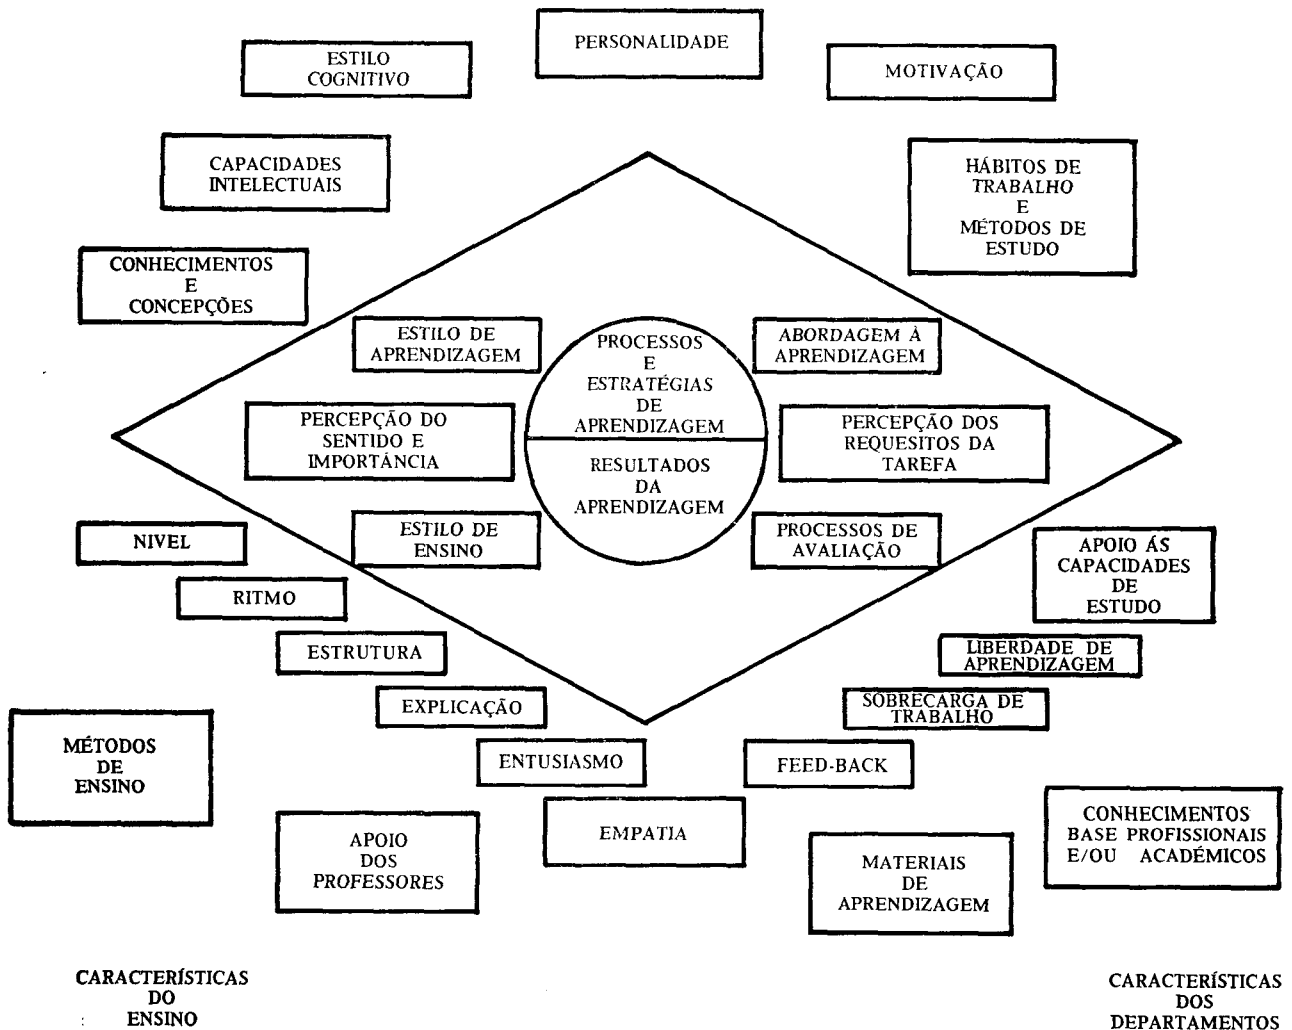 PERSONALIDADE
ESTILO
COGNITIVO
MOTIVAÇÃO
CAPACIDADES
INTELECTUAIS
HÁBITOS DE
TRABALHO
E
MÉTODOS DE
ESTUDO
CONHECIMENTOS
E
CONCEPÇÕES
ESTILO DE
APRENDIZAGEM
PROCESSOS
E
ESTRATÉGIAS
DE
APRENDIZAGEM
ABORDAGEM À
APRENDIZAGEM
PERCEPÇÃO DO
SENTIDO E
IMPORTÁNCIA
PERCEPÇÃO DOS
REQUESITOS DA
TAREFA
RESULTADOS
DA
APRENDIZAGEM
ESTILO DE
ENSINO
PROCESSOS DE
AVALIAÇÃO
NIVEL
APOIO ÁS
CAPACIDADES
DE
ESTUDO
RITMO
ESTRUTURA
LIBERDADE DE
APRENDIZAGEM
EXPLICAÇÃO
SOBRECARGA DE
TRABALHO
MÉTODOS
DE
ENSINO
ENTUSIASMO
FEED-BACK
EMPATIA
CONHECIMENTOS
BASE PROFISSIONAIS
E/OU ACADÉMICOS
APOIO
DOS
PROFESSORES
MATERIAIS
DE
APRENDIZAGEM
CARACTERÍSTICAS
DO
ENSINO
CARACTERÍSTICAS
DOS
DEPARTAMENTOS